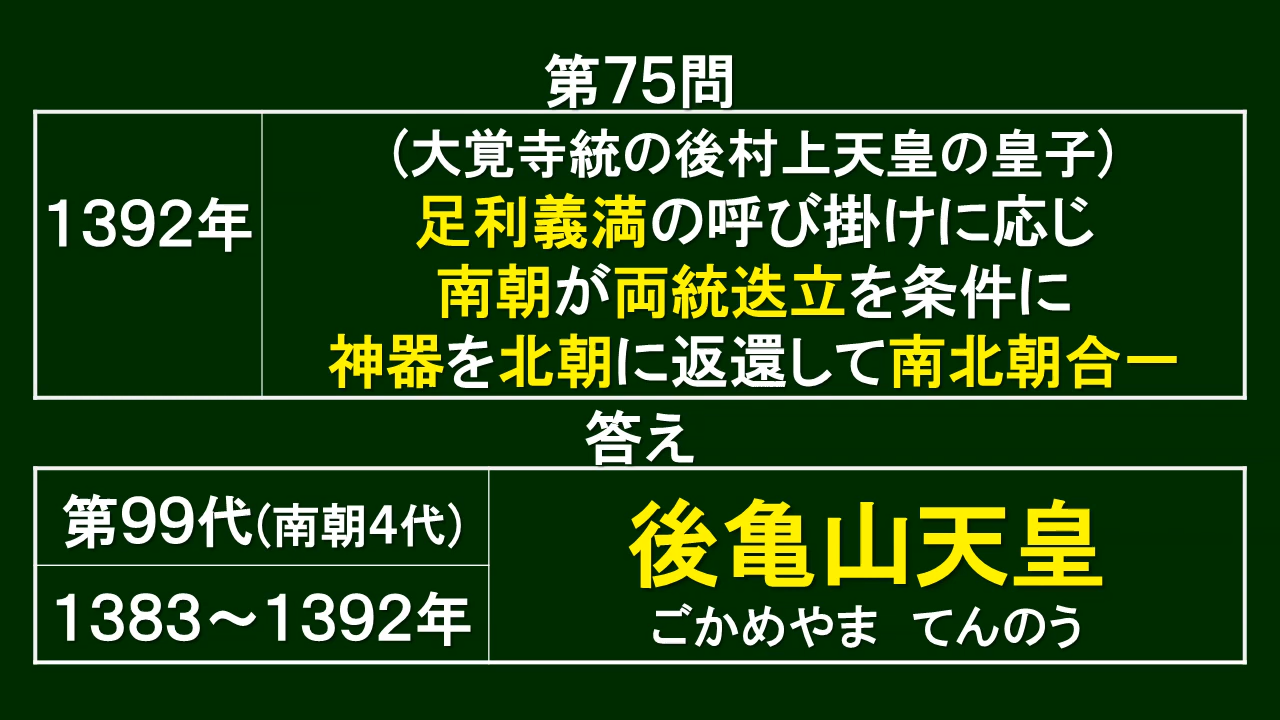 第75問
1392年
(大覚寺統の後村上天皇の皇子)
足利義満の呼び掛けに応じ
南朝が両統迭立を条件に
神器を北朝に返還して南北朝合一
答え
第99代(南朝4代)
1383～1392年
後亀山天皇
ごかめやま てんのう